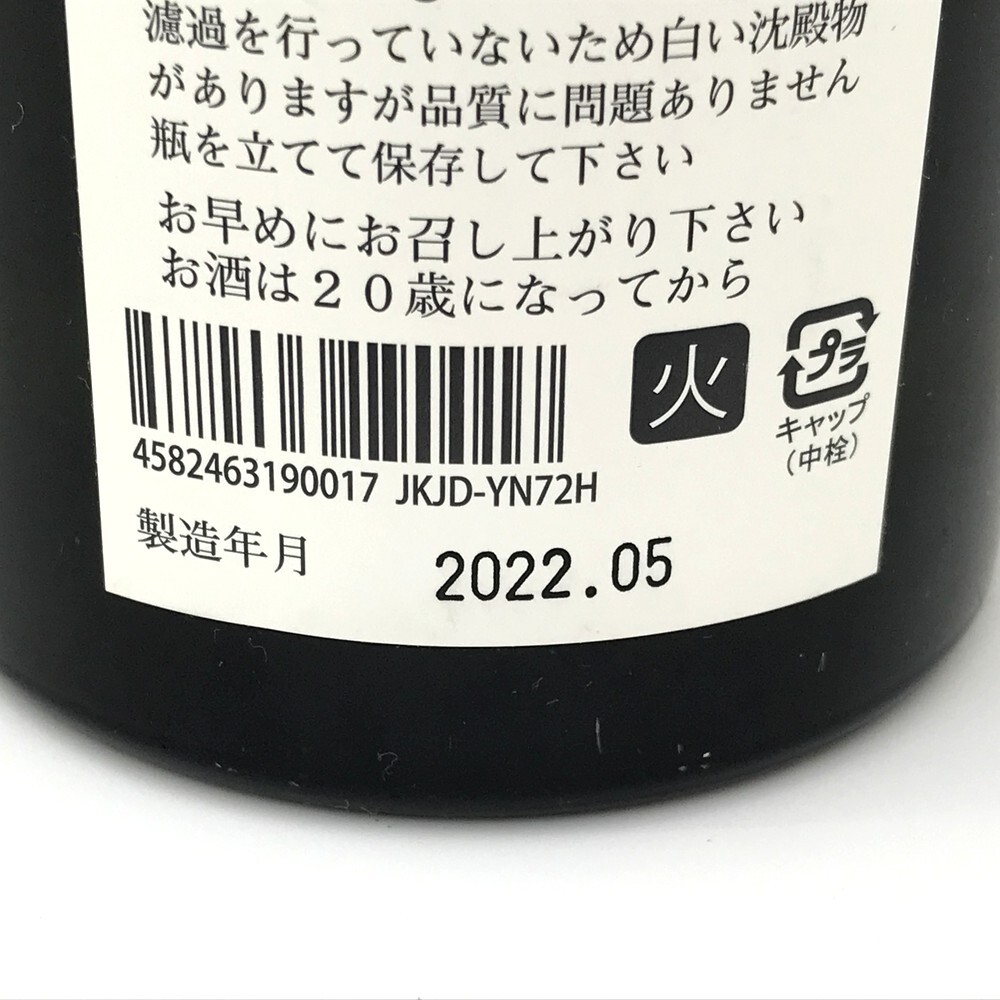 濾過を行っていないため白い沈殿物
がありますが品質に問題ありません
瓶を立てて保存して下さい
お早めにお召し上がり下さい
お酒は20歳になってから
火
プラ
キャップ
(中栓)
4582463190017 JKJD-YN72H
製造年月 2022.05